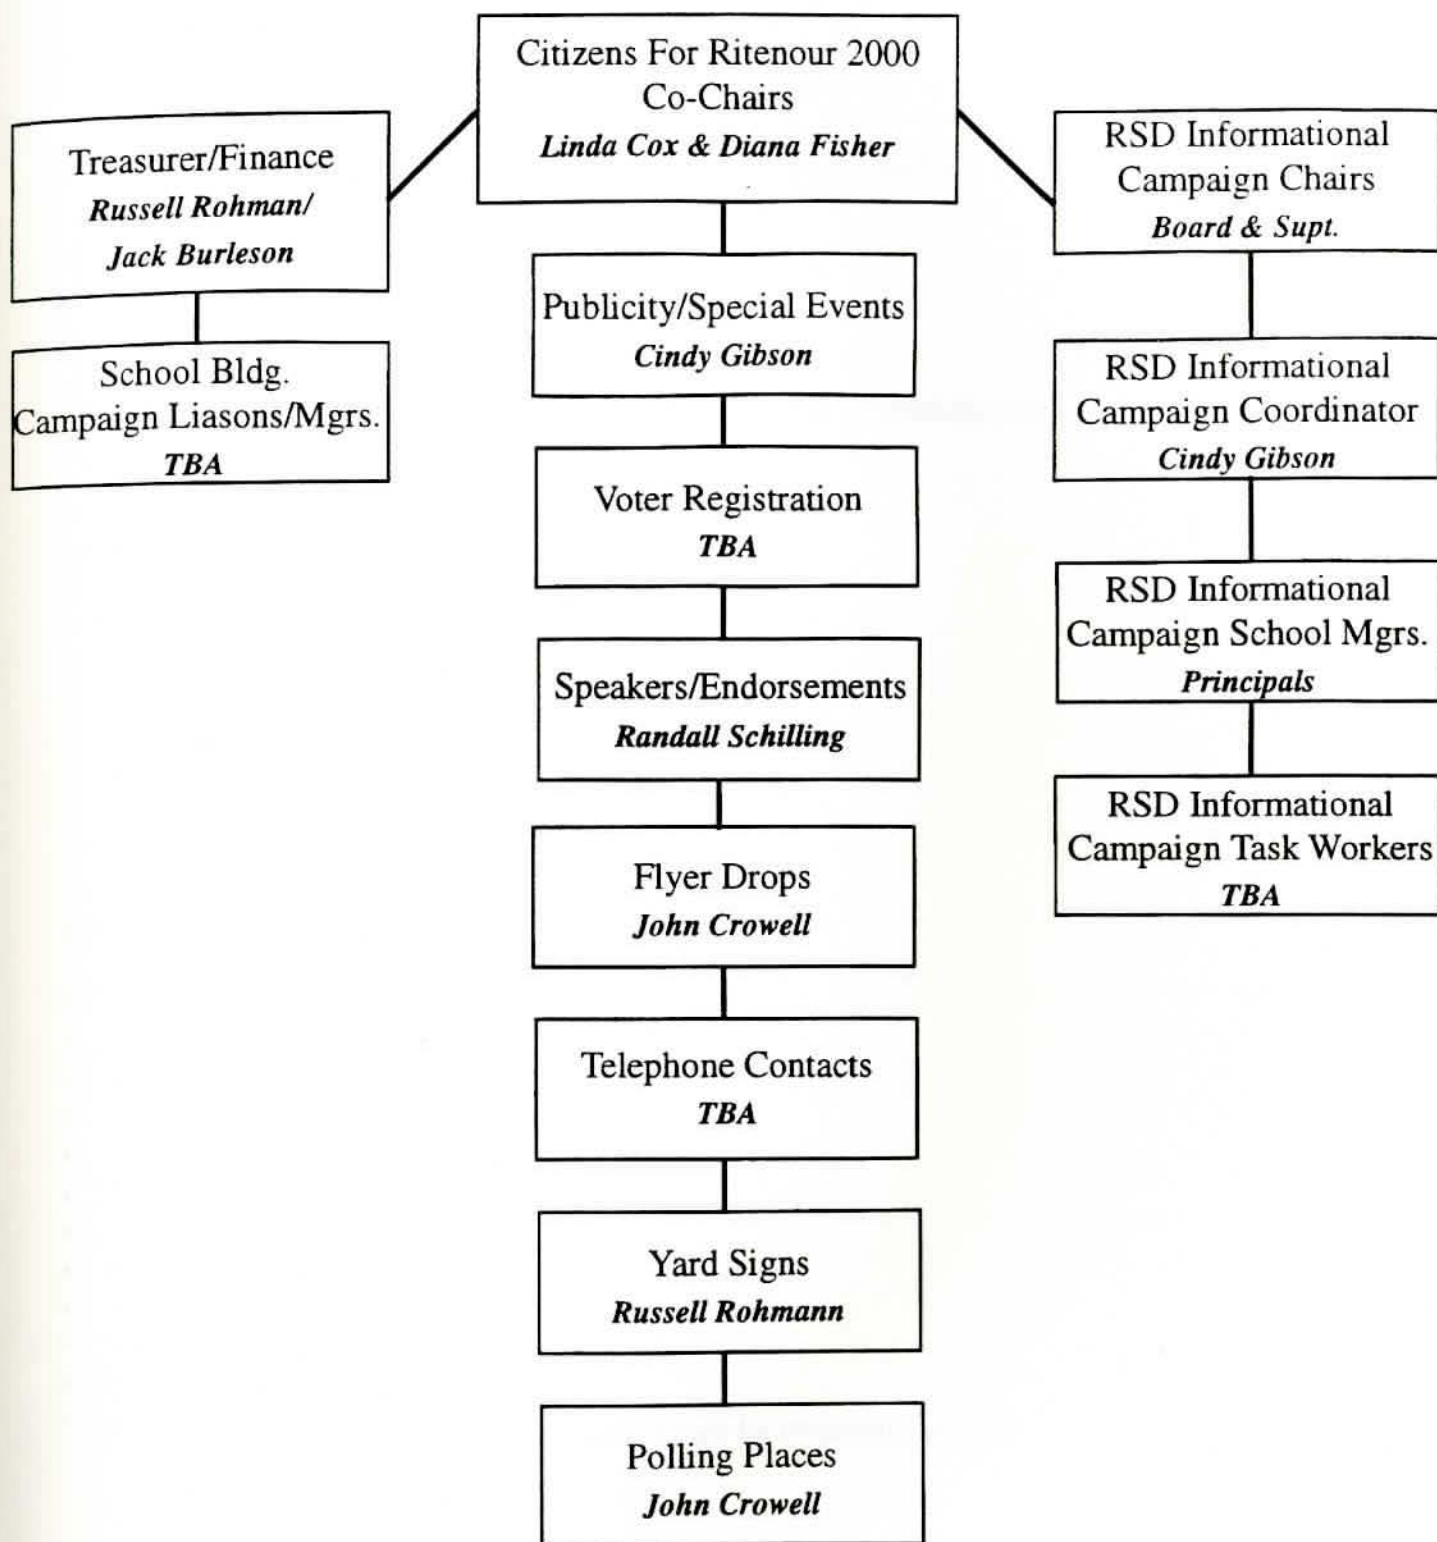 Citizens For Ritenour 2000
Co-Chairs
Linda Cox & Diana Fisher
Treasurer/Finance
Russell Rohman/
Jack Burleson
School Bldg.
Campaign Liasons/Mgrs.
TBA
Publicity/Special Events
Cindy Gibson
Voter Registration
TBA
Speakers/Endorsements
Randall Schilling
Flyer Drops
John Crowell
Telephone Contacts
TBA
Yard Signs
Russell Rohmann
Polling Places
John Crowell
RSD Informational
Campaign Chairs
Board & Supt.
RSD Informational
Campaign Coordinator
Cindy Gibson
RSD Informational
Campaign School Mgrs.
Principals
RSD Informational
Campaign Task Workers
TBA